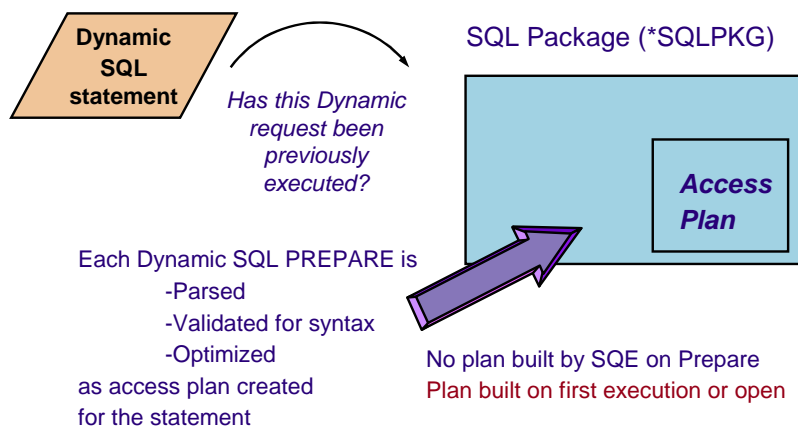 Dynamic
SQL
statement
Has this Dynamic
request been
previously
executed?
SQL Package (*SQLPKG)
Access
Plan
Each Dynamic SQL PREPARE is
-Parsed
-Validated for syntax
-Optimized
as access plan created
for the statement
No plan built by SQE on Prepare
Plan built on first execution or open